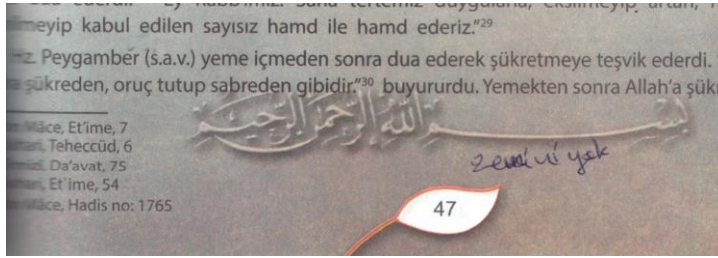 meyip kabul edilen sayısız hamd ile hamd ederiz."29
Hz. Peygamber (s.a.v.) yeme içmeden sonra dua ederek şükretmeye teşvik ederdi.
şükreden, oruç tutup sabreden gibidir."30 buyururdu. Yemekten sonra Allah'a
Mâce, Et'ime, 7
Teheccüd, 6
Da'avat, 75
Et'ime, 54
Mâce, Hadis no: 1765
بسم الله الرحمن الرحيم
47